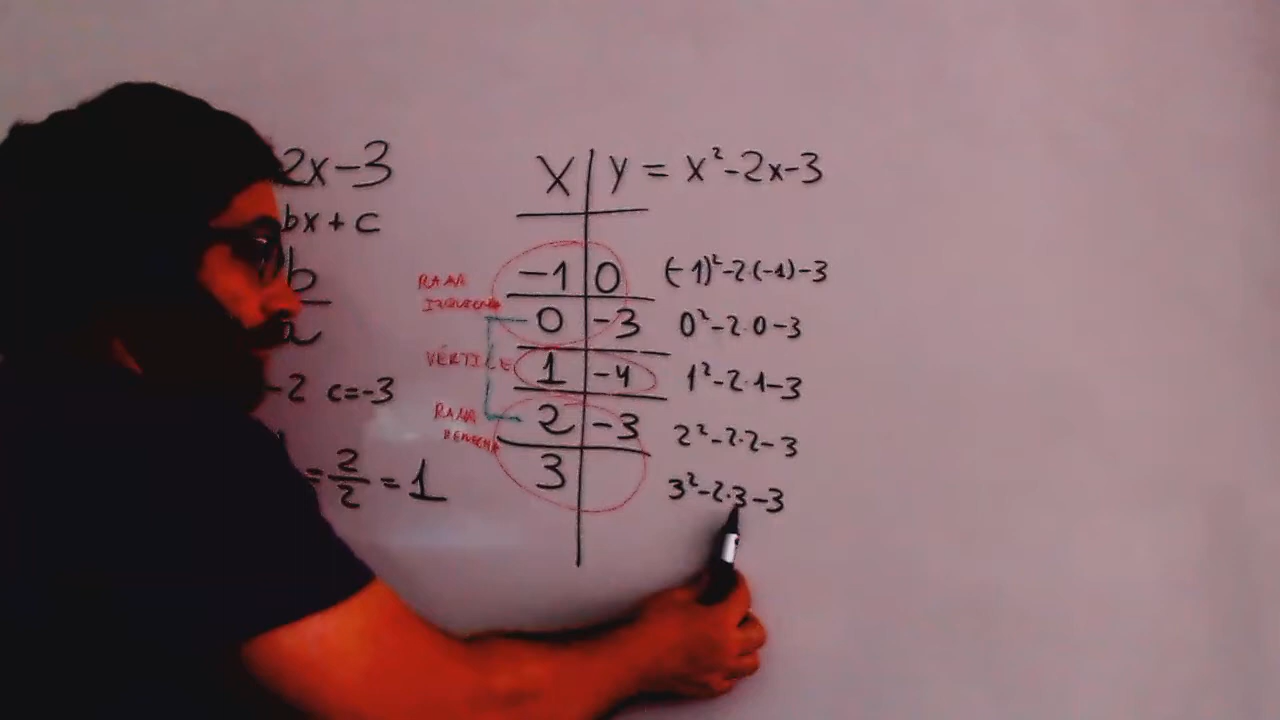 2x-3
bx + c
b
a
-2 c=-3
= 2/2 = 1
X | y = x²-2x-3
-1 | 0 (-1)²-2(-1)-3
RAMA
IZQUIERDA
0 | -3 0²-2·0-3
VÉRTICE
1 | -4 1²-2·1-3
RAMA
DERECHA
2 | -3 2²-2·2-3
3 | 3²-2·3-3